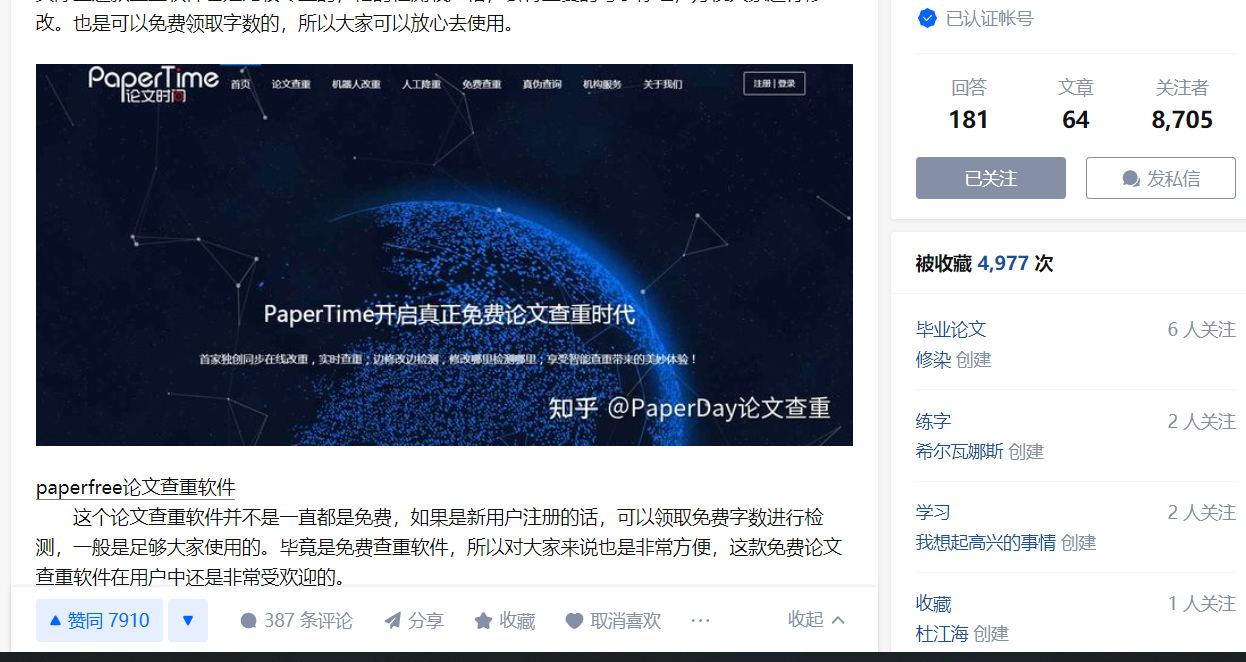 改。也是可以免费领取字数的，所以大家可以放心去使用。
PaperTime
论文时间
首页 论文查重 机器人改重 人工降重 免费查重 真伪查询 机构服务 关于我们 注册 | 登录
PaperTime开启真正免费论文查重时代
首家独创同步在线改重，实时查重；边修改边检测，修改哪里检测哪里；享受智能查重带来的美妙体验！
知乎 @PaperDay论文查重
paperfree论文查重软件
这个论文查重软件并不是一直都是免费，如果是新用户注册的话，可以领取免费字数进行检
测，一般是足够大家使用的。毕竟是免费查重软件，所以对大家来说也是非常方便，这款免费论文
查重软件在用户中还是非常受欢迎的。
赞同 7910 387 条评论 分享 收藏 取消喜欢 ··· 收起
已认证帐号
回答 文章 关注者
181 64 8,705
已关注 发私信
被收藏 4,977 次
毕业论文 6 人关注
修染 创建
练字 2 人关注
希尔瓦娜斯 创建
学习 2 人关注
我想起高兴的事情 创建
收藏 1 人关注
杜江海 创建